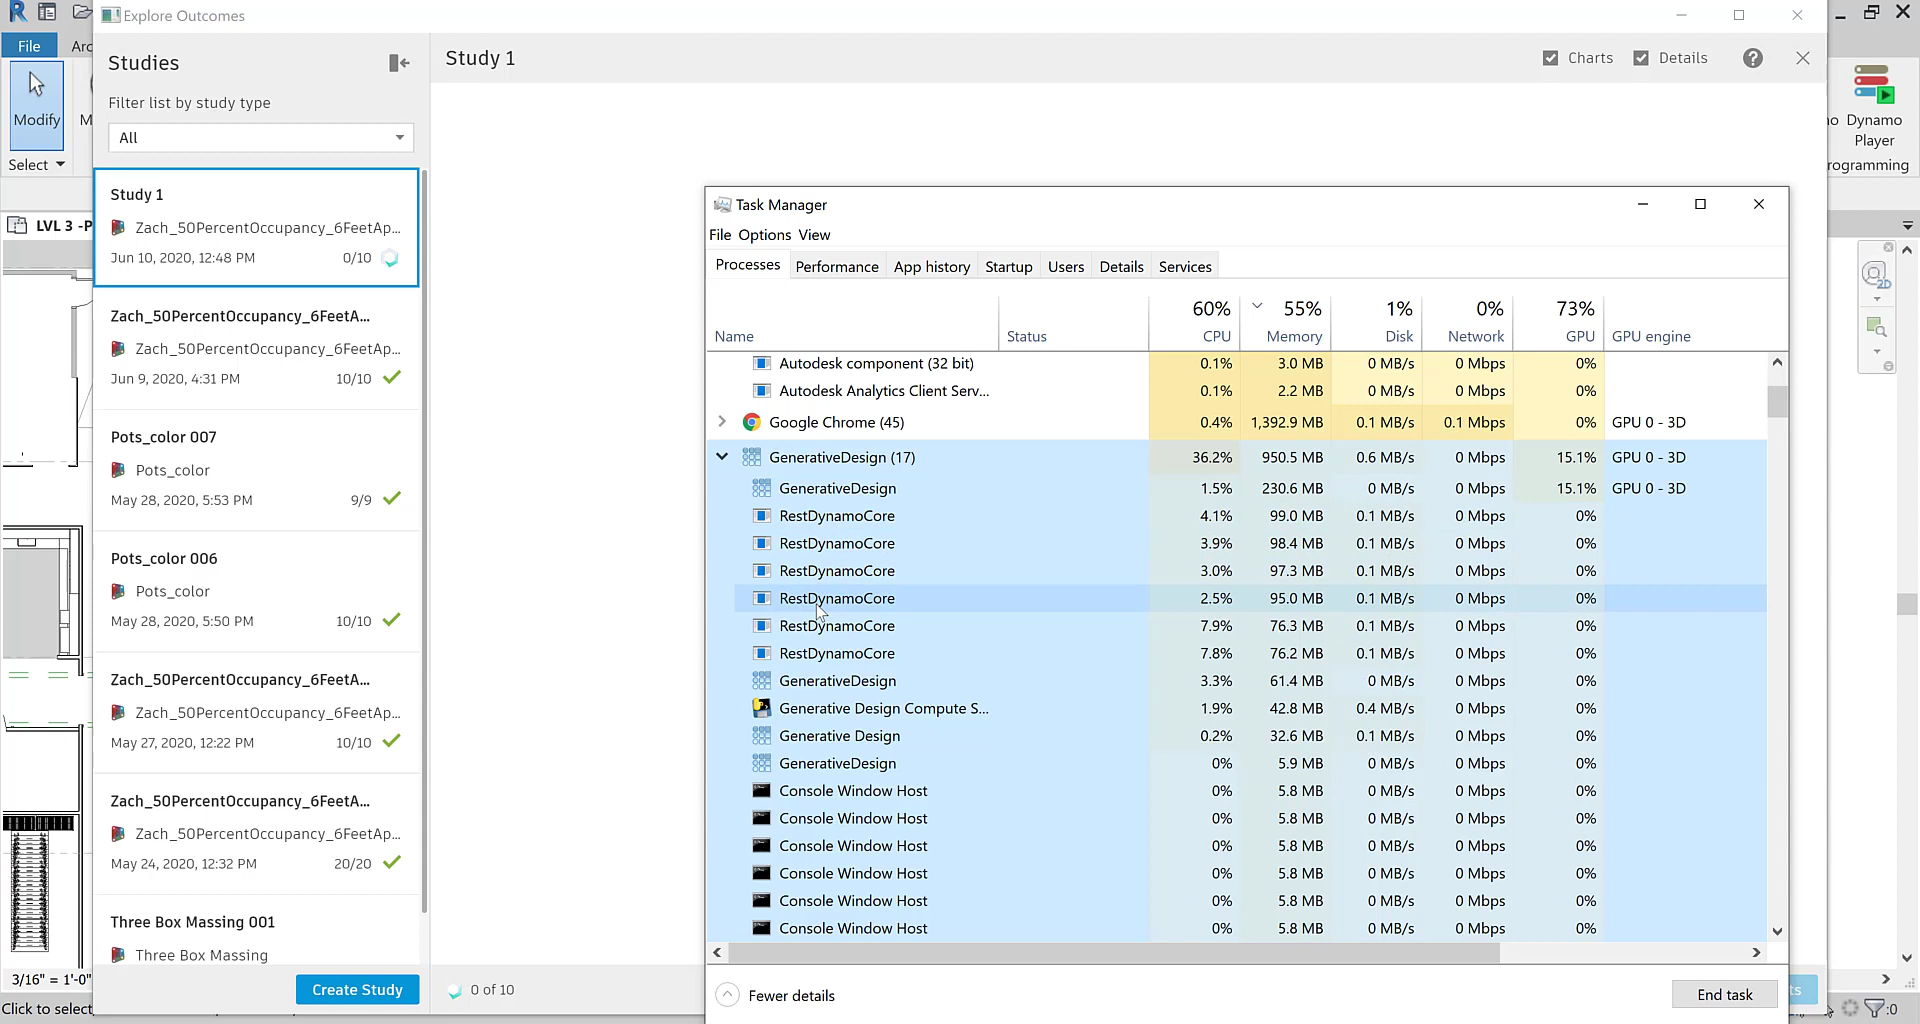 Explore Outcomes
File
Modify
Select
LVL 3 -P
3/16" = 1'-0"
Click to select
Studies
Filter list by study type
All
Study 1
Zach_50PercentOccupancy_6FeetAp...
Jun 10, 2020, 12:48 PM 0/10
Zach_50PercentOccupancy_6FeetA...
Zach_50PercentOccupancy_6FeetAp...
Jun 9, 2020, 4:31 PM 10/10
Pots_color 007
Pots_color
May 28, 2020, 5:53 PM 9/9
Pots_color 006
Pots_color
May 28, 2020, 5:50 PM 10/10
Zach_50PercentOccupancy_6FeetA...
Zach_50PercentOccupancy_6FeetAp...
May 27, 2020, 12:22 PM 10/10
Zach_50PercentOccupancy_6FeetA...
Zach_50PercentOccupancy_6FeetAp...
May 24, 2020, 12:32 PM 20/20
Three Box Massing 001
Three Box Massing
Create Study
Study 1
Charts Details
0 of 10
Task Manager
File Options View
Processes Performance App history Startup Users Details Services
60% 55% 1% 0% 73%
Name Status CPU Memory Disk Network GPU GPU engine
Autodesk component (32 bit) 0.1% 3.0 MB 0 MB/s 0 Mbps 0%
Autodesk Analytics Client Serv... 0.1% 2.2 MB 0 MB/s 0 Mbps 0%
Google Chrome (45) 0.4% 1,392.9 MB 0.1 MB/s 0.1 Mbps 0% GPU 0 - 3D
GenerativeDesign (17) 36.2% 950.5 MB 0.6 MB/s 0 Mbps 15.1% GPU 0 - 3D
GenerativeDesign 1.5% 230.6 MB 0 MB/s 0 Mbps 15.1% GPU 0 - 3D
RestDynamoCore 4.1% 99.0 MB 0.1 MB/s 0 Mbps 0%
RestDynamoCore 3.9% 98.4 MB 0.1 MB/s 0 Mbps 0%
RestDynamoCore 3.0% 97.3 MB 0.1 MB/s 0 Mbps 0%
RestDynamoCore 2.5% 95.0 MB 0.1 MB/s 0 Mbps 0%
RestDynamoCore 7.9% 76.3 MB 0.1 MB/s 0 Mbps 0%
RestDynamoCore 7.8% 76.2 MB 0.1 MB/s 0 Mbps 0%
GenerativeDesign 3.3% 61.4 MB 0 MB/s 0 Mbps 0%
Generative Design Compute S... 1.9% 42.8 MB 0.4 MB/s 0 Mbps 0%
Generative Design 0.2% 32.6 MB 0.1 MB/s 0 Mbps 0%
GenerativeDesign 0% 5.9 MB 0 MB/s 0 Mbps 0%
Console Window Host 0% 5.8 MB 0 MB/s 0 Mbps 0%
Console Window Host 0% 5.8 MB 0 MB/s 0 Mbps 0%
Console Window Host 0% 5.8 MB 0 MB/s 0 Mbps 0%
Console Window Host 0% 5.8 MB 0 MB/s 0 Mbps 0%
Console Window Host 0% 5.8 MB 0 MB/s 0 Mbps 0%
Console Window Host 0% 5.8 MB 0 MB/s 0 Mbps 0%
Fewer details
End task
Dynamo
Player
rogramming
2D
:0